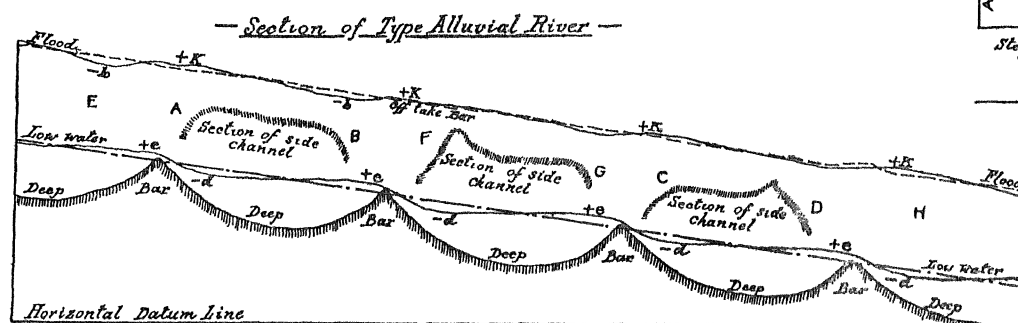 — Section of Type Alluvial River —
A
Ste
Flood
-b
+K
-b
+K
Off take Bar
+K
+K
Flood
E
A
Section of side
channel
B
F
Section of side
channel
G
C
Section of side
channel
D
H
Low water
+e
-d
+e
-d
+e
-d
+e
-d
Low water
Deep
Bar
Deep
Bar
Deep
Bar
Deep
Bar
Deep
Horizontal Datum Line